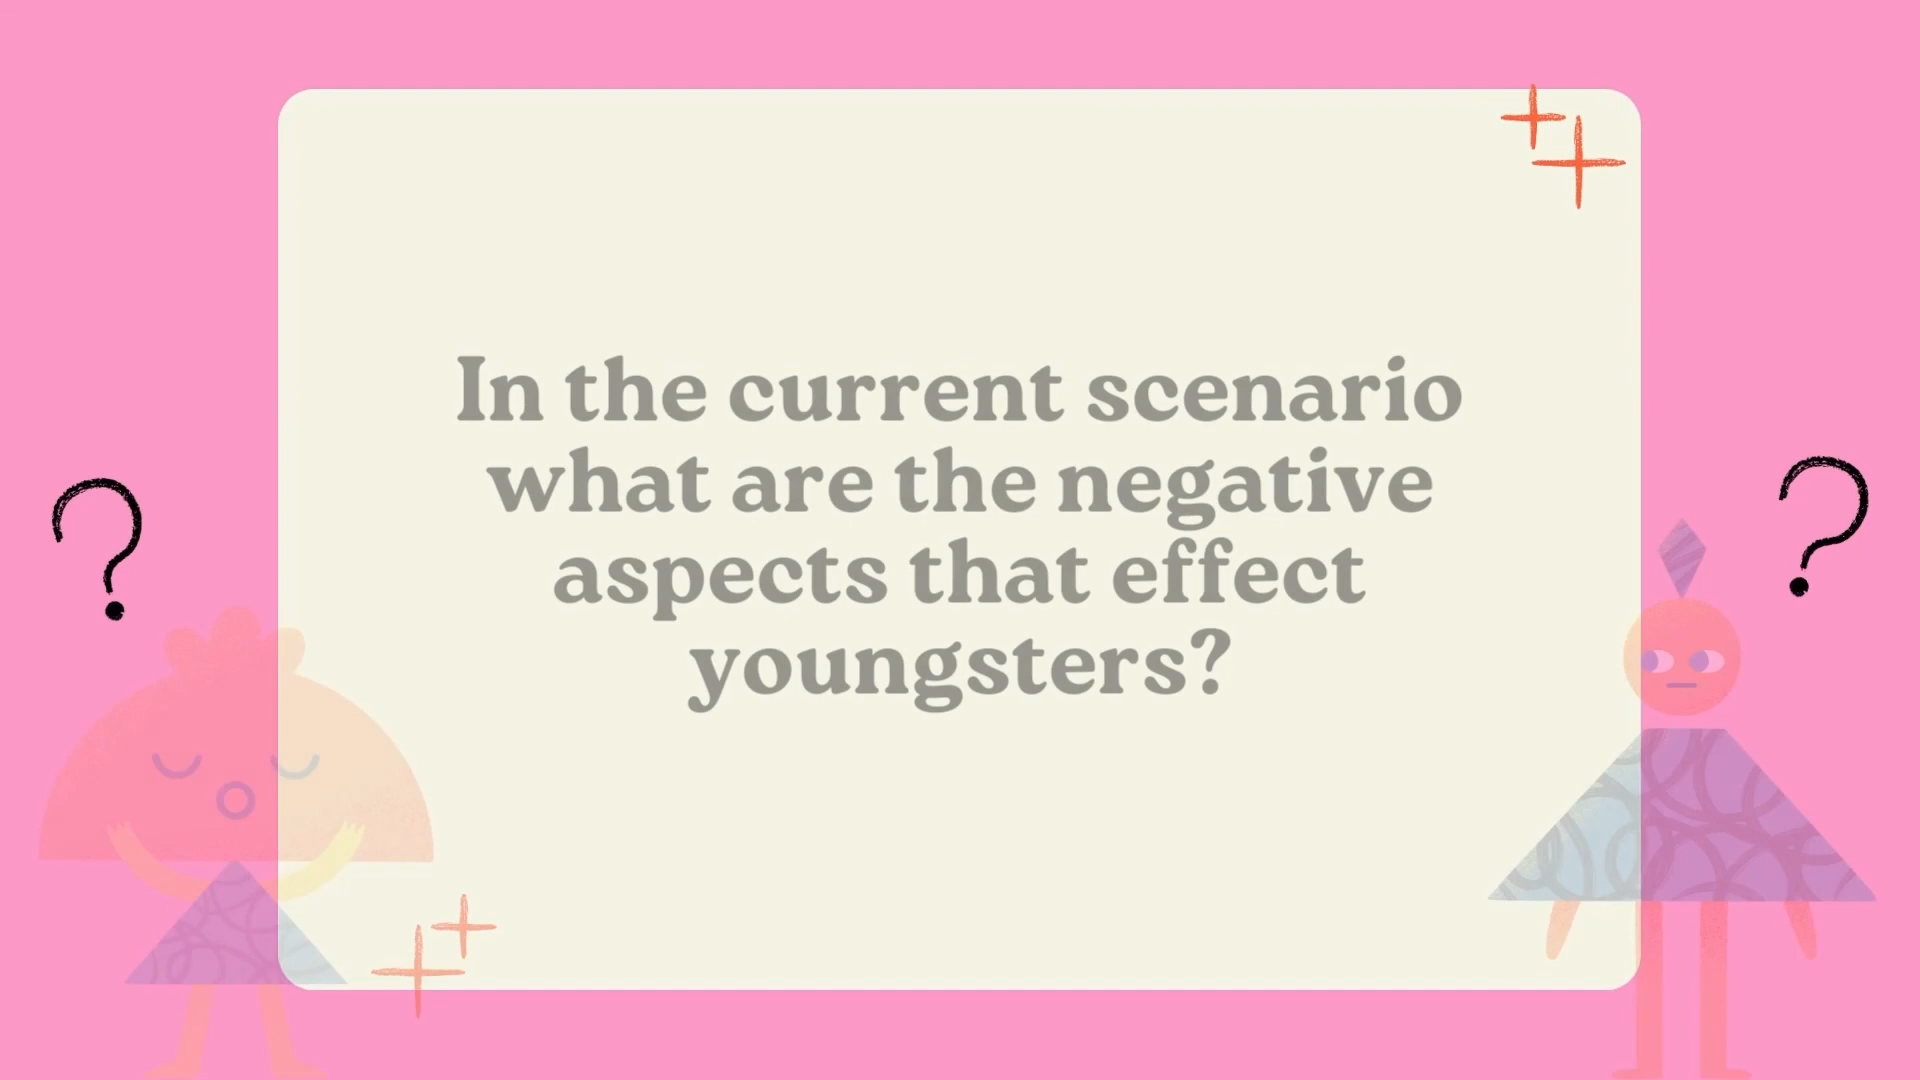 In the current scenario
what are the negative
aspects that effect
youngsters?